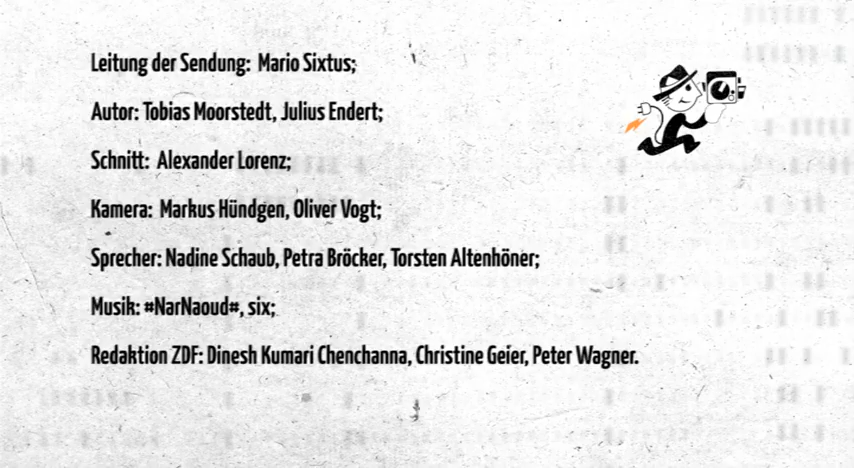 Leitung der Sendung: Mario Sixtus;
Autor: Tobias Moorstedt, Julius Endert;
Schnitt: Alexander Lorenz;
Kamera: Markus Hündgen, Oliver Vogt;
Sprecher: Nadine Schaub, Petra Bröcker, Torsten Altenhöner;
Musik: #NarNaoud#, six;
Redaktion ZDF: Dinesh Kumari Chenchanna, Christine Geier, Peter Wagner.